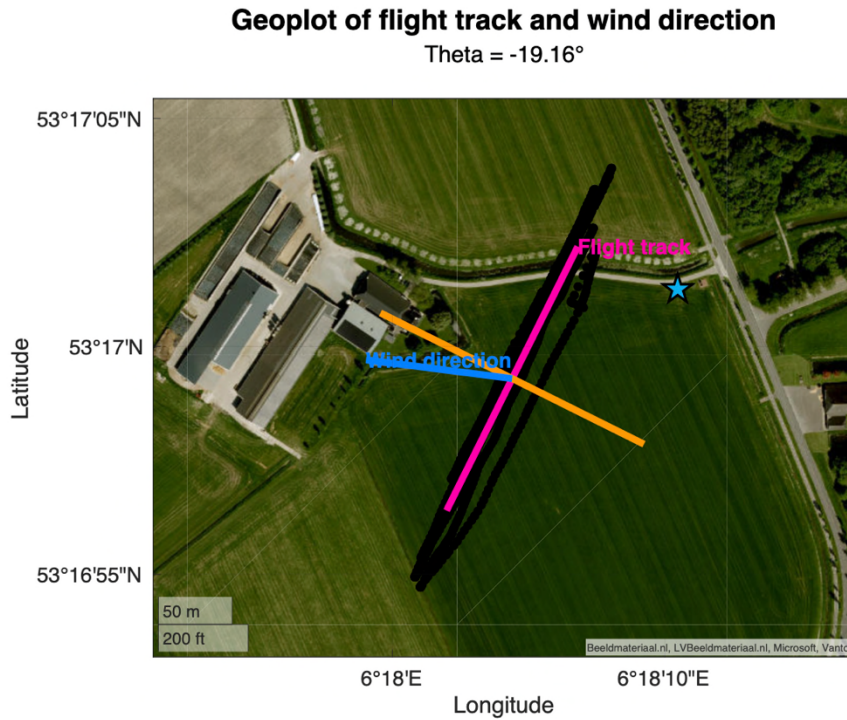 Geoplot of flight track and wind direction
Theta = -19.16°
53°17'05"N
Flight track
53°17'N
Wind direction
Latitude
53°16'55"N
50 m
200 ft
Beeldmateriaal.nl, LVBeeldmateriaal.nl, Microsoft, Vanto
6°18'E
6°18'10"E
Longitude